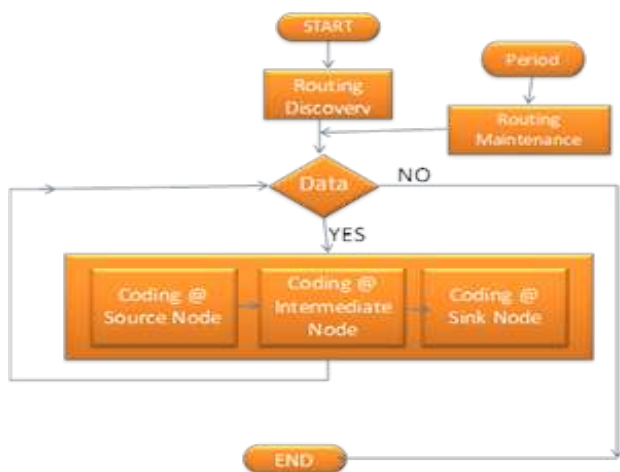 START
Period
Routing
Discovery
Routing
Maintenance
Data
NO
YES
Coding @
Source Node
Coding @
Intermediate
Node
Coding @
Sink Node
END